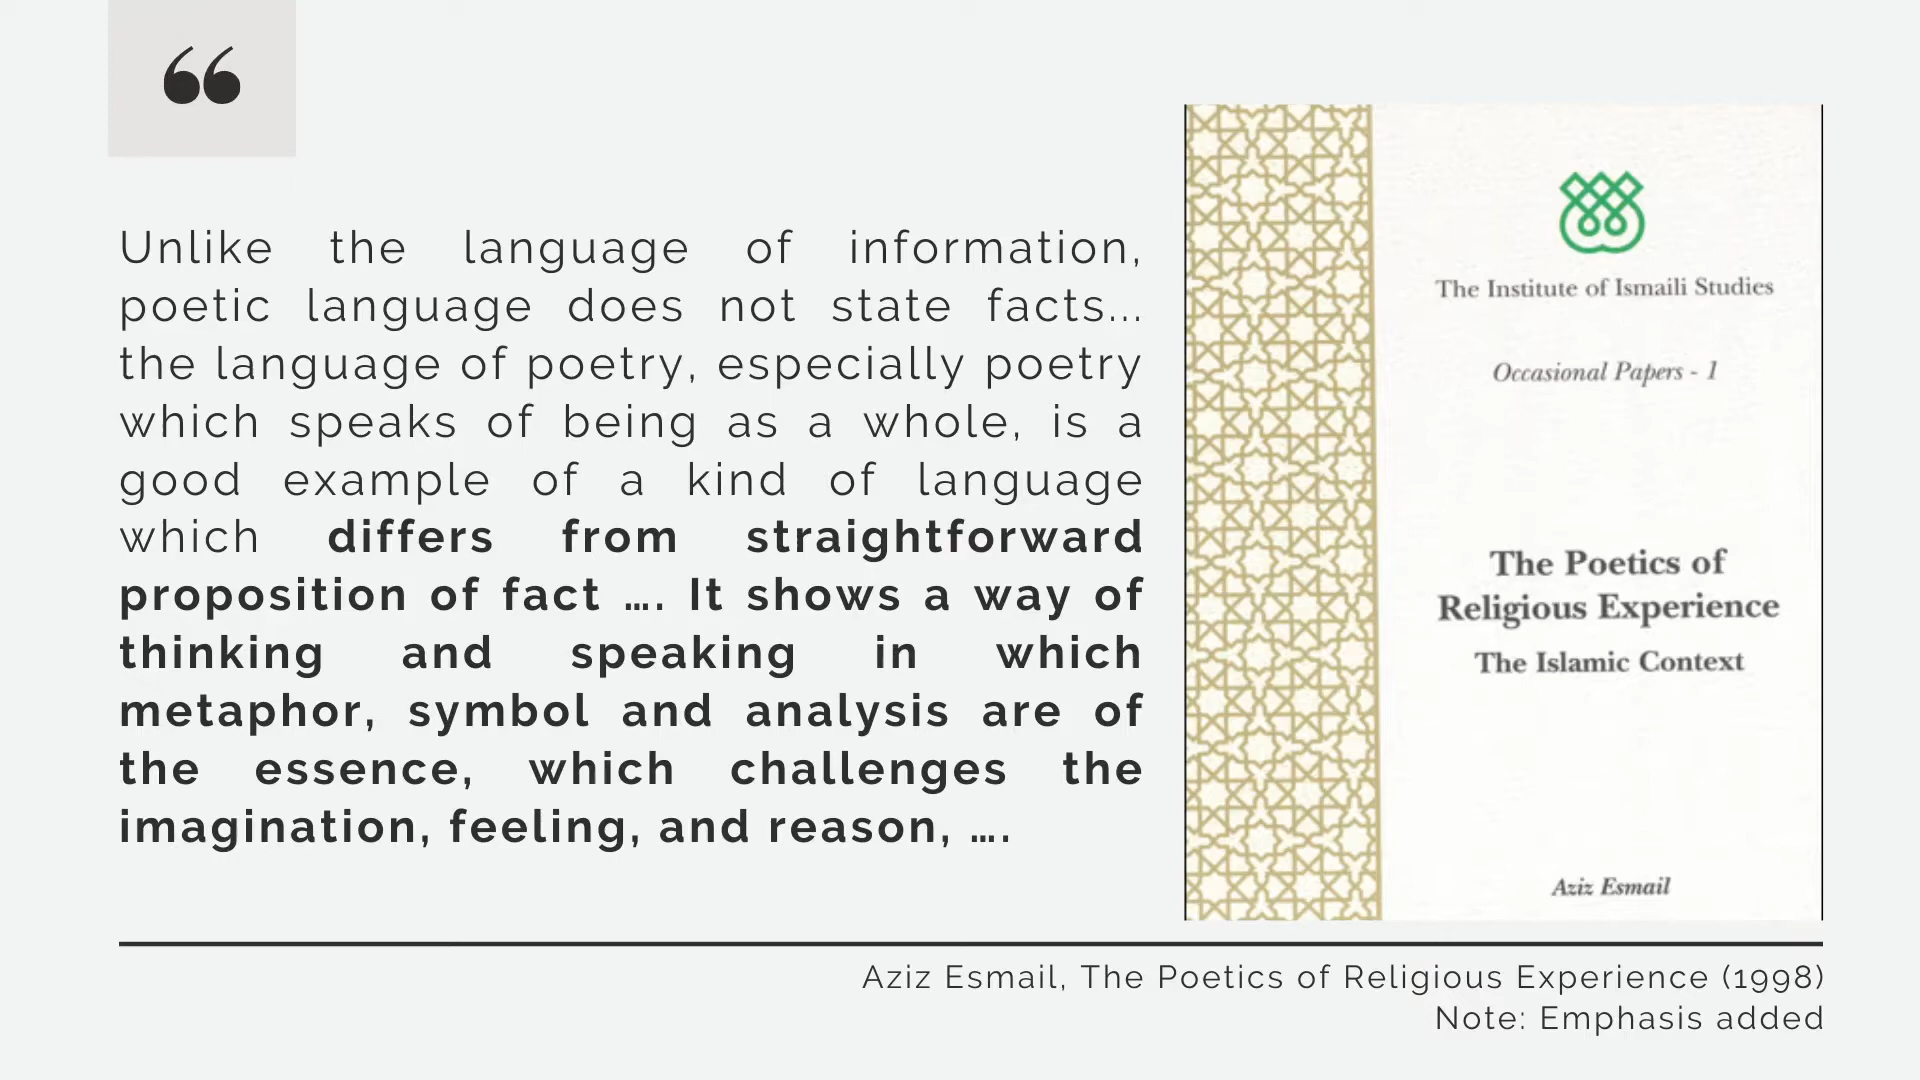 “
Unlike the language of information,
poetic language does not state facts...
the language of poetry, especially poetry
which speaks of being as a whole, is a
good example of a kind of language
which differs from straightforward
proposition of fact …. It shows a way of
thinking and speaking in which
metaphor, symbol and analysis are of
the essence, which challenges the
imagination, feeling, and reason, ….
The Institute of Ismaili Studies
Occasional Papers - 1
The Poetics of
Religious Experience
The Islamic Context
Aziz Esmail
Aziz Esmail, The Poetics of Religious Experience (1998)
Note: Emphasis added